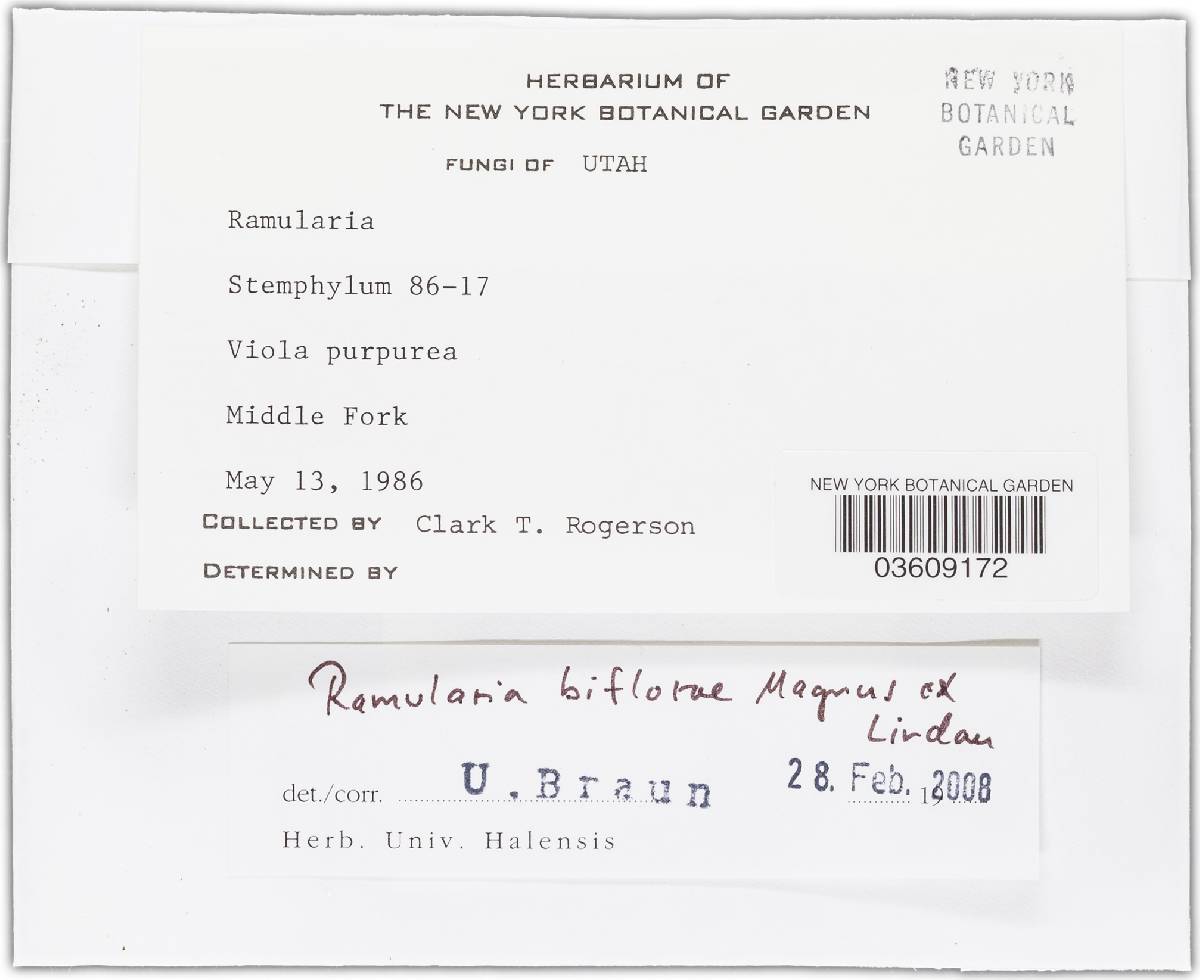 HERBARIUM OF
THE NEW YORK BOTANICAL GARDEN
NEW YORK
BOTANICAL
GARDEN
FUNGI OF UTAH
Ramularia
Stemphylum 86-17
Viola purpurea
Middle Fork
May 13, 1986
COLLECTED BY Clark T. Rogerson
DETERMINED BY
NEW YORK BOTANICAL GARDEN
03609172
Ramularia biflorae Magnus ex
Lindau
det./corr. U. Braun 28. Feb. 2008
Herb. Univ. Halensis